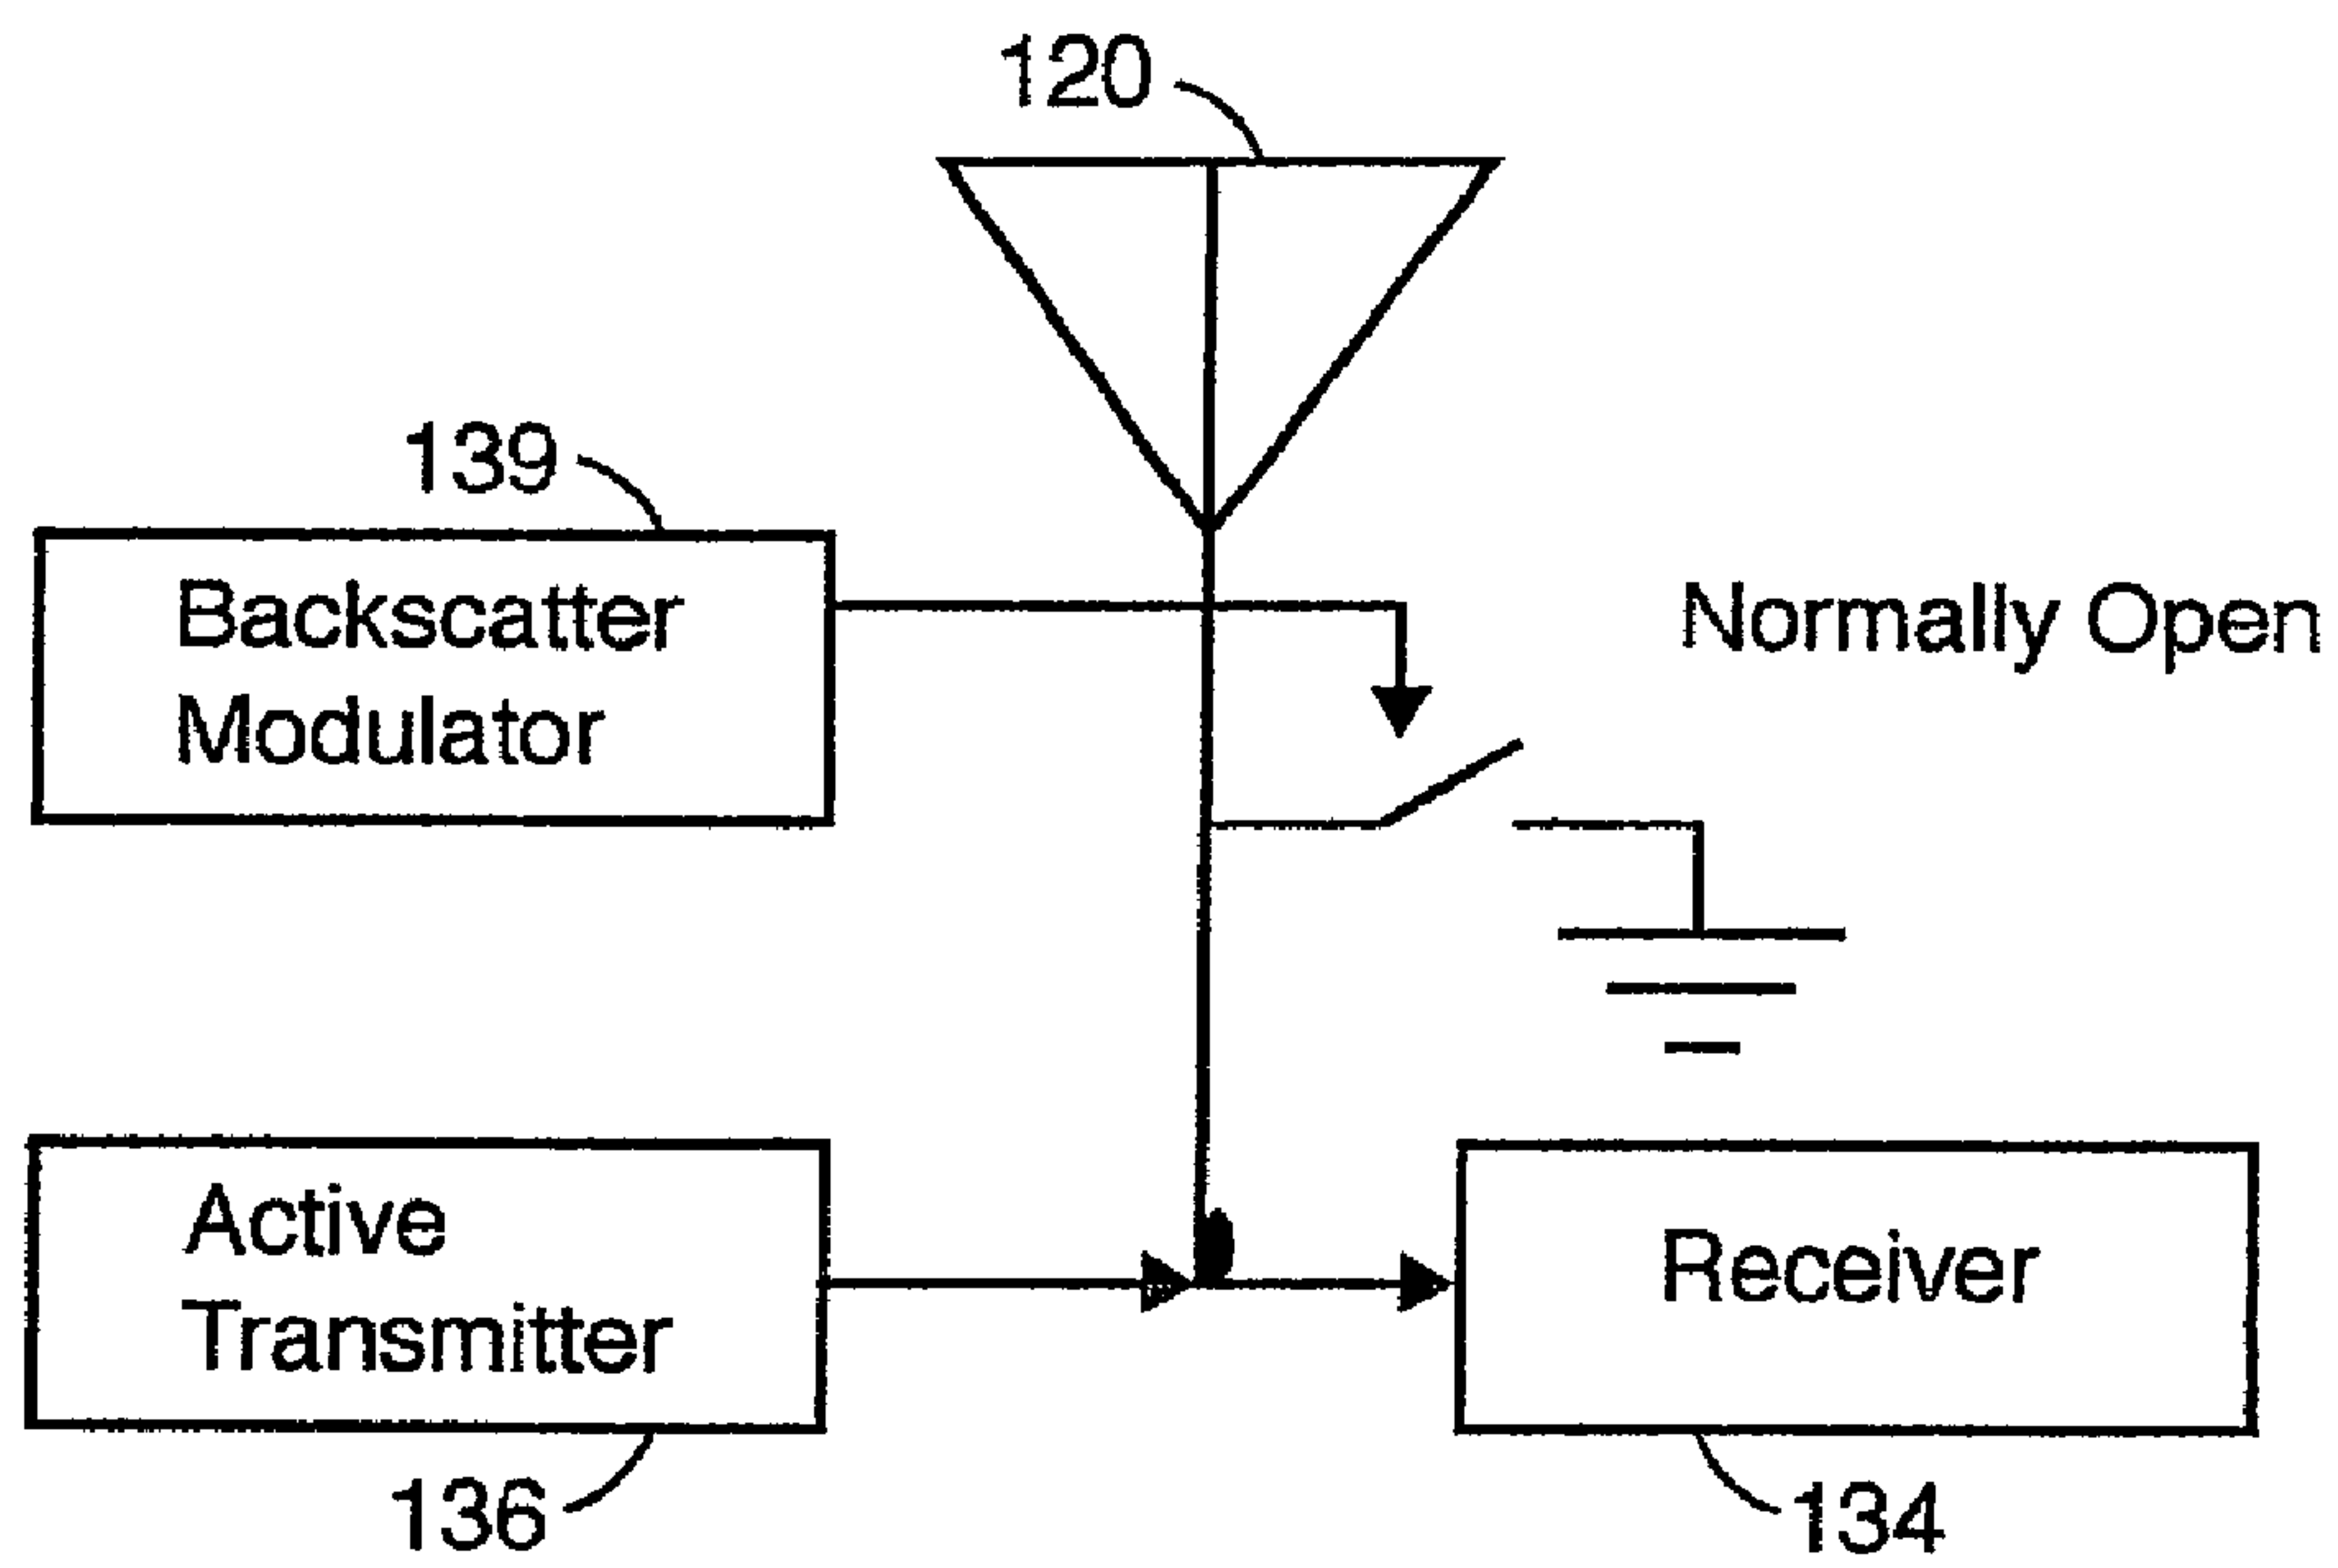 120
139
Backscatter
Modulator
Normally Open
Active
Transmitter
Receiver
136
134